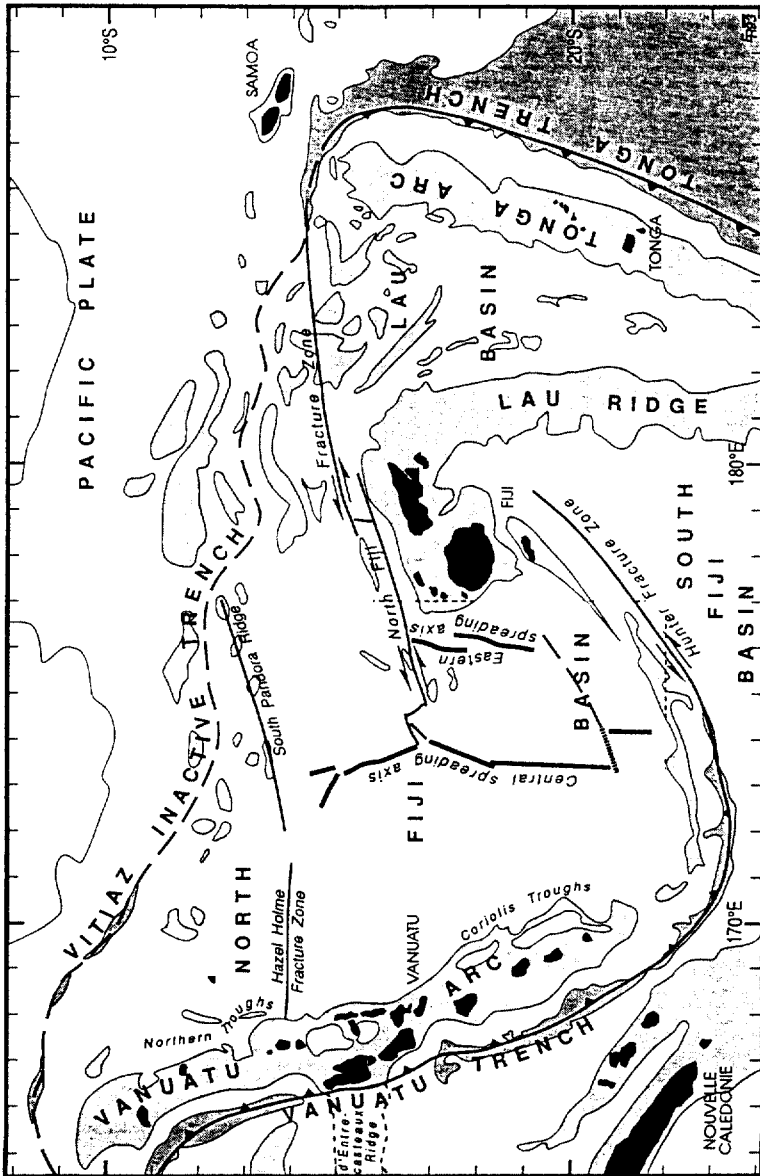 10°S
20°S
SAMOA
PACIFIC PLATE
TONGA TRENCH
TONGA ARC
TONGA
LAU
BASIN
LAU RIDGE
180°E
VITIAZ INACTIVE TRENCH
North Fiji Fracture Zone
FIJI
South Pandora Ridge
Eastern
spreading axis
Hunter Fracture Zone
SOUTH
FIJI
BASIN
NORTH
FIJI
BASIN
Central spreading axis
Hazel Holme
Fracture Zone
170°E
Coriolis Troughs
VANUATU
Northern Troughs
VANUATU ARC
VANUATU TRENCH
d'Entre
casteaux
Ridge
NOUVELLE
CALEDONIE